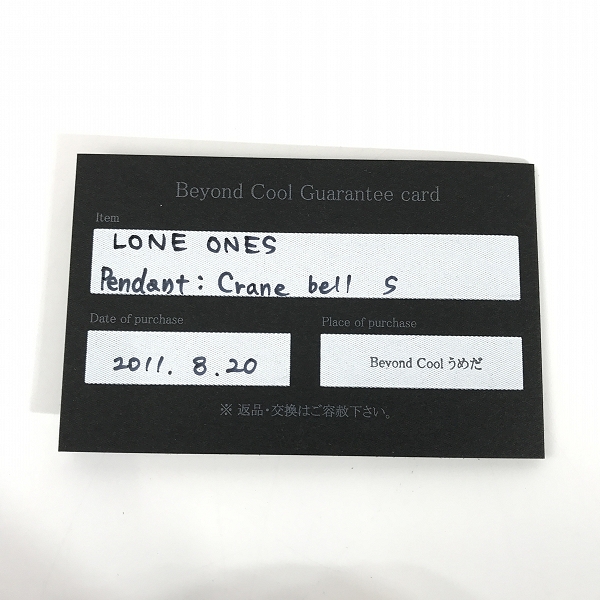 Beyond Cool Guarantee card
Item
LONE ONES
Pendant: Crane bell S
Date of purchase
Place of purchase
2011. 8. 20
Beyond Cool うめだ
※ 返品・交換はご容赦下さい。